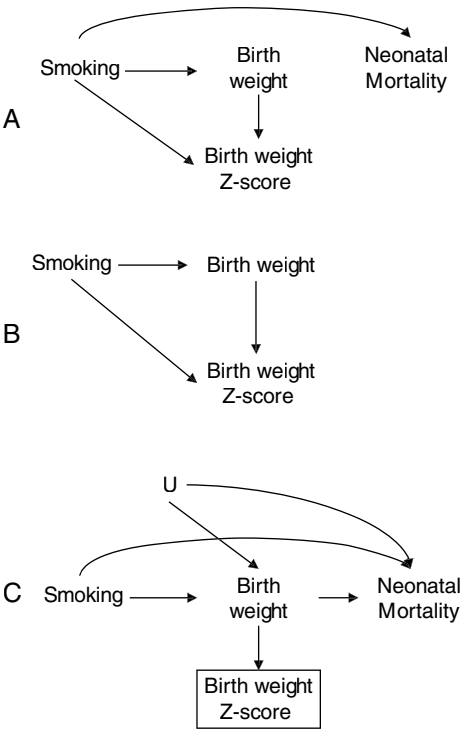 Smoking
Birth
weight
Neonatal
Mortality
A
Birth weight
Z-score
Smoking
Birth weight
B
Birth weight
Z-score
U
C
Smoking
Birth
weight
Neonatal
Mortality
Birth weight
Z-score